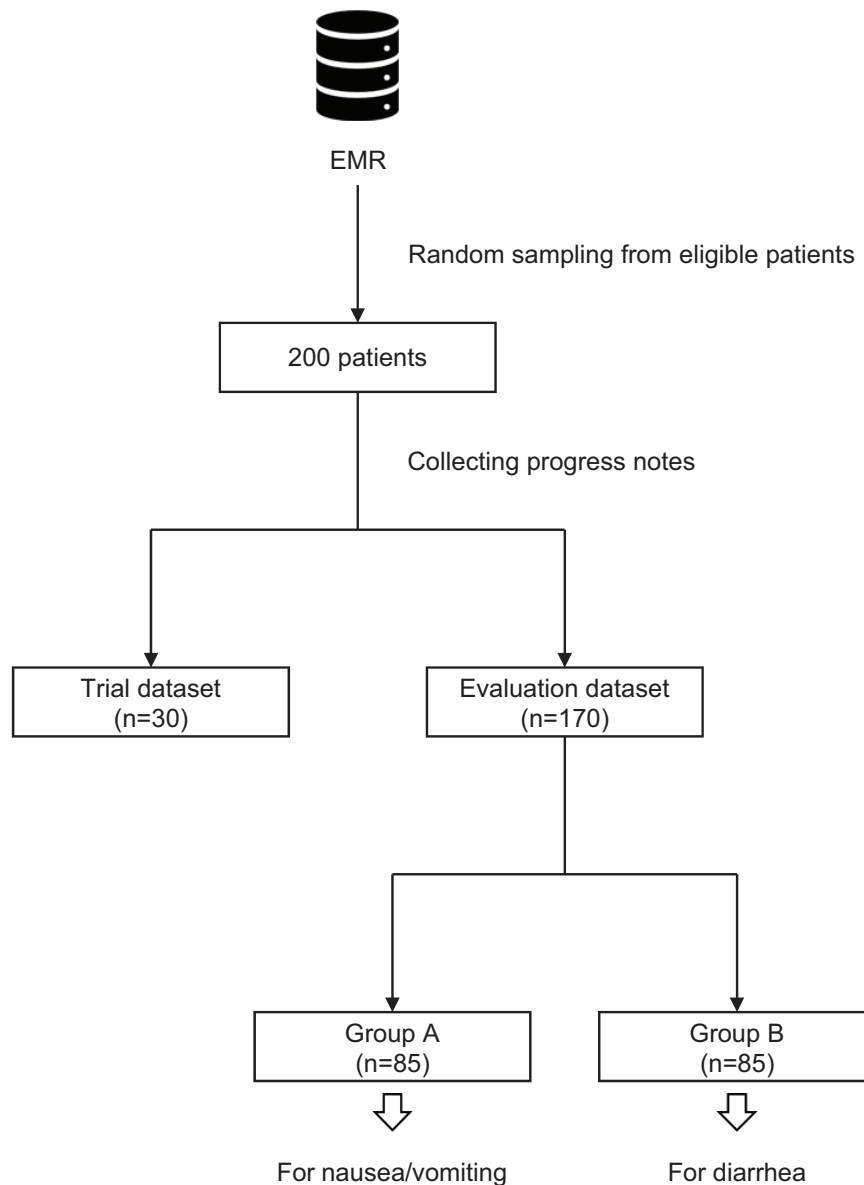 EMR
Random sampling from eligible patients
200 patients
Collecting progress notes
Trial dataset
(n=30)
Evaluation dataset
(n=170)
Group A
(n=85)
Group B
(n=85)
For nausea/vomiting
For diarrhea